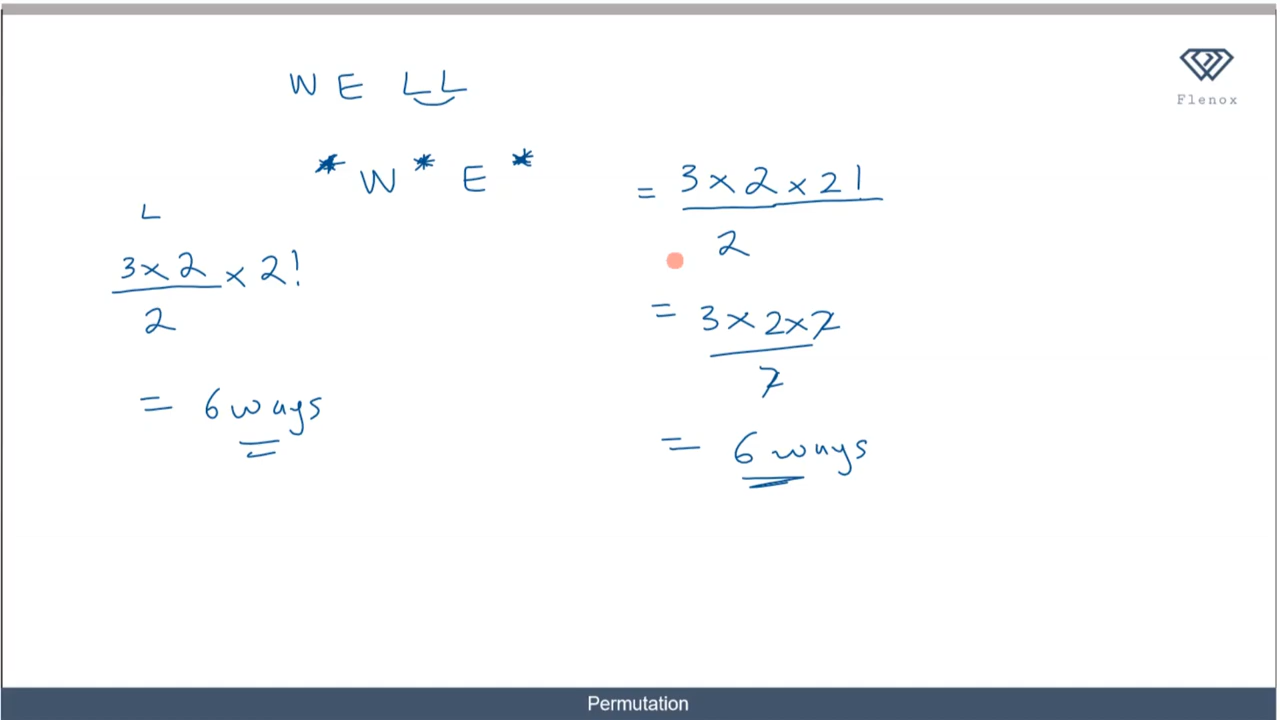 W E L L
Flenox
* W * E *
L
3 × 2 × 2!
2
= 6 ways
= 3 × 2 × 2!
2
= 3 × 2 × 2
2
= 6 ways
Permutation